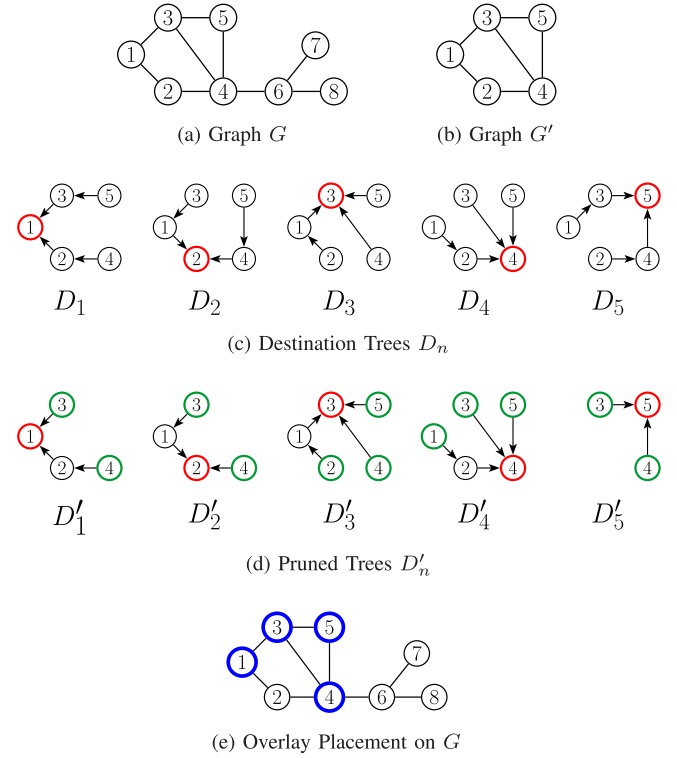 3 5 7 3 5
1 1
2 4 6 8 2 4
(a) Graph G
(b) Graph G′
3 5 3 5 3 5 3 5 3 5
1 1 1 1 1
2 4 2 4 2 4 2 4 2 4
D₁ D₂ D₃ D₄ D₅
(c) Destination Trees Dₙ
3 3 3 5 3 5 3 5
1 1 1 1
2 4 2 4 2 4 2 4 4
D′₁ D′₂ D′₃ D′₄ D′₅
(d) Pruned Trees D′ₙ
3 5 7
1
2 4 6 8
(e) Overlay Placement on G